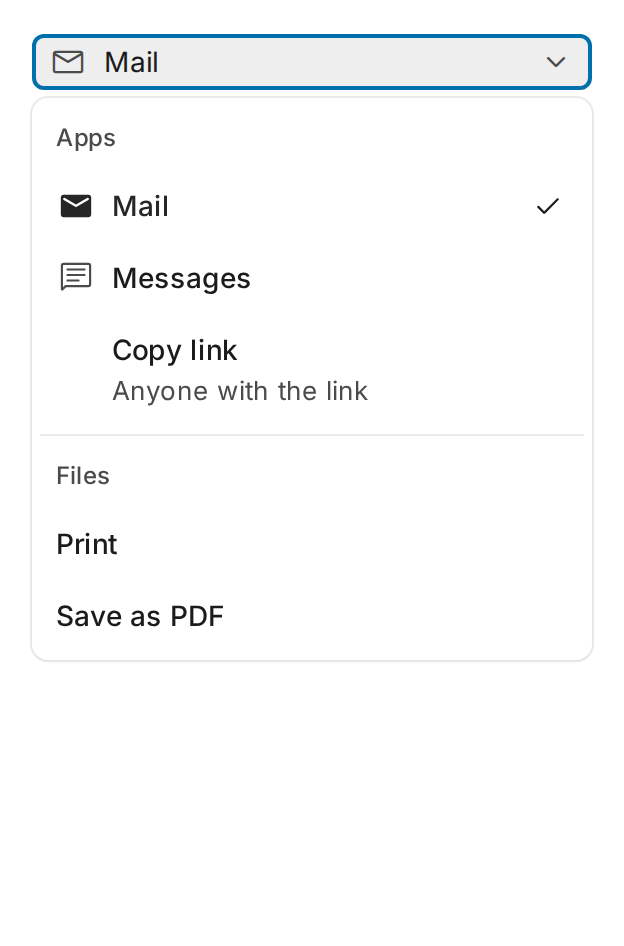 Mail
Apps
Mail
Messages
Copy link
Anyone with the link
Files
Print
Save as PDF